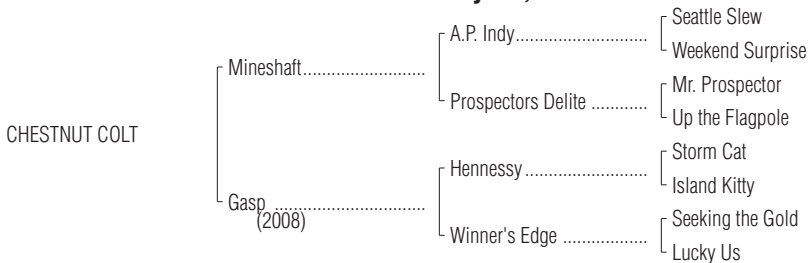 Seattle Slew
A.P. Indy..............................
Weekend Surprise
Mineshaft............................
Mr. Prospector
Prospectors Delite .............
Up the Flagpole
CHESTNUT COLT
Storm Cat
Hennessy............................
Island Kitty
Gasp ...................................
(2008)
Seeking the Gold
Winner's Edge ....................
Lucky Us